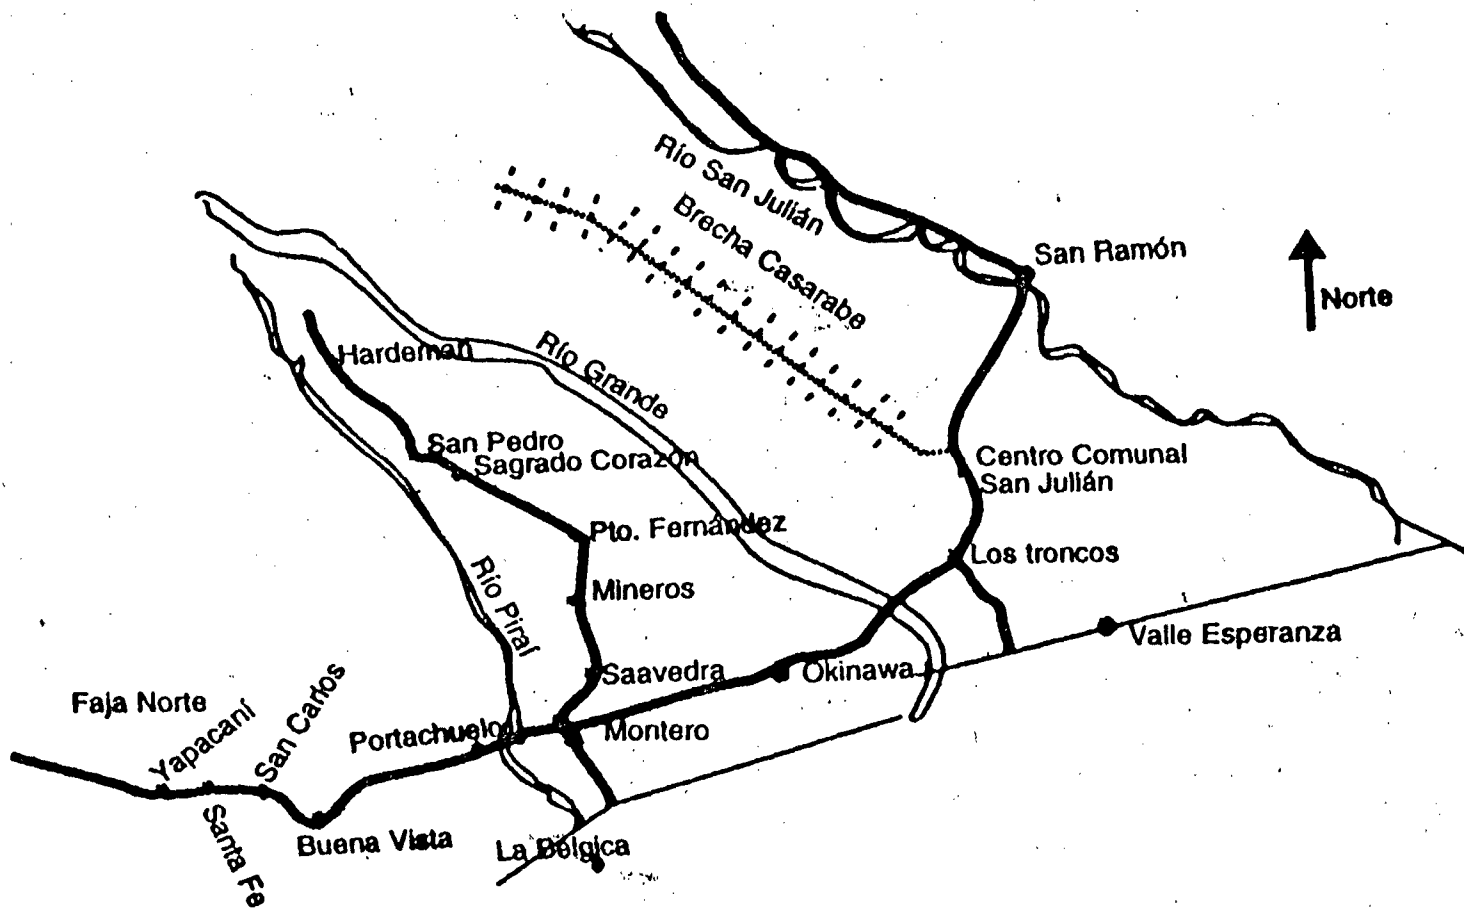 Río San Julián
Brecha Casarabe
San Ramón
Norte
Hardeman
Río Grande
San Pedro
Sagrado Corazón
Centro Comunal
San Julián
Pto. Fernández
Los troncos
Río Piraí
Mineros
Valle Esperanza
Saavedra
Okinawa
Faja Norte
Yapacaní
San Carlos
Portachuelo
Montero
Santa Fe
Buena Vista
La Bélgica